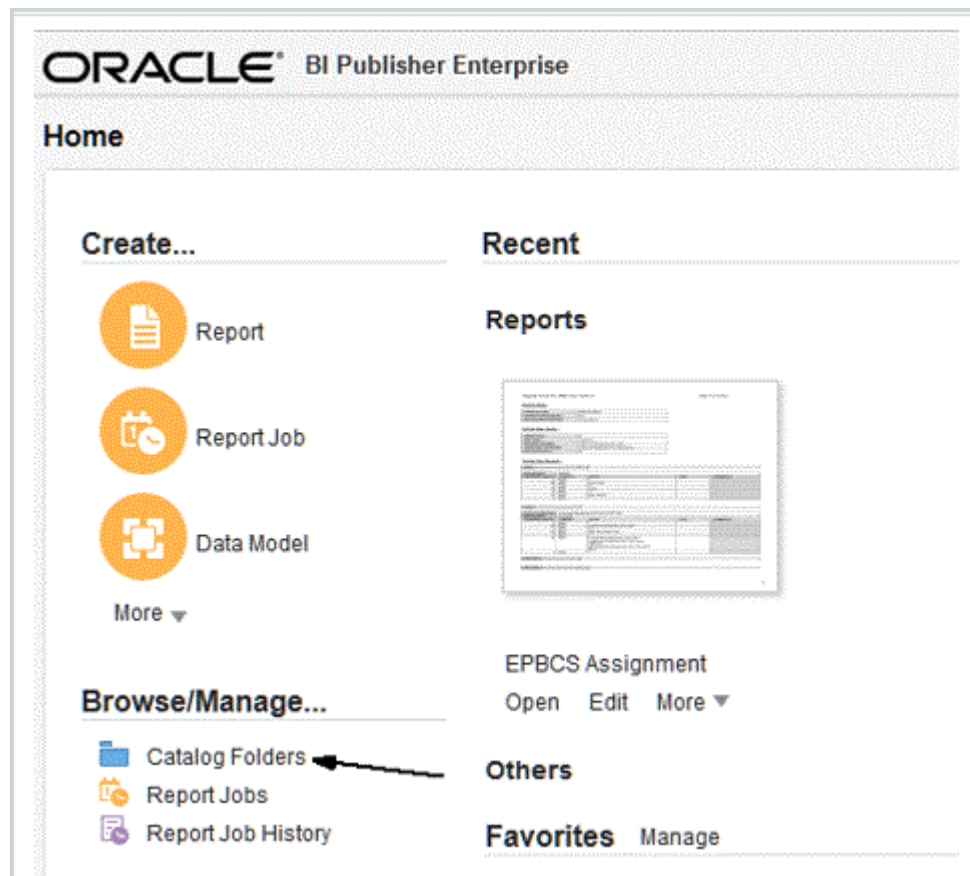 ORACLE® BI Publisher Enterprise
Home
Create...
Report
Report Job
Data Model
More
Browse/Manage...
Catalog Folders
Report Jobs
Report Job History
Recent
Reports
EPBCS Assignment
Open Edit More
Others
Favorites Manage